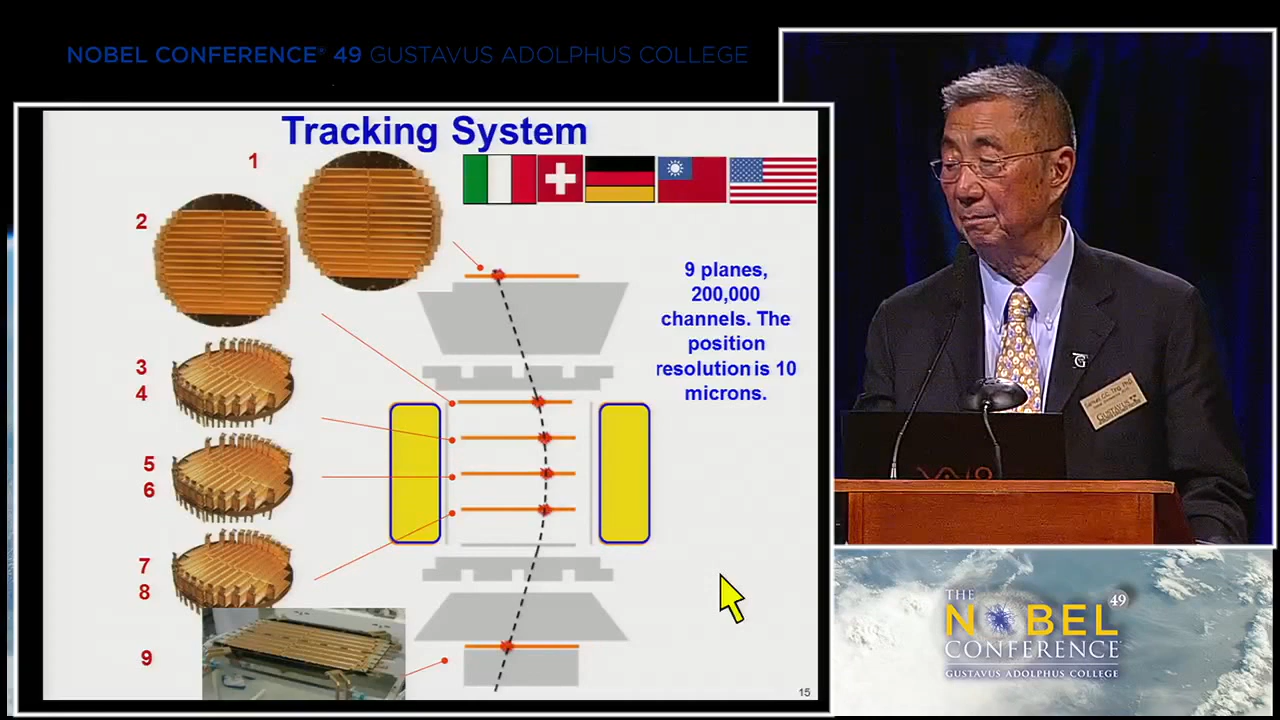 NOBEL CONFERENCE® 49 GUSTAVUS ADOLPHUS COLLEGE
Tracking System
1
2
3
4
5
6
7
8
9
9 planes,
200,000
channels. The
position
resolution is 10
microns.
15
VAIO
GUSTAVUS
THE
NOBEL 49
CONFERENCE
GUSTAVUS ADOLPHUS COLLEGE